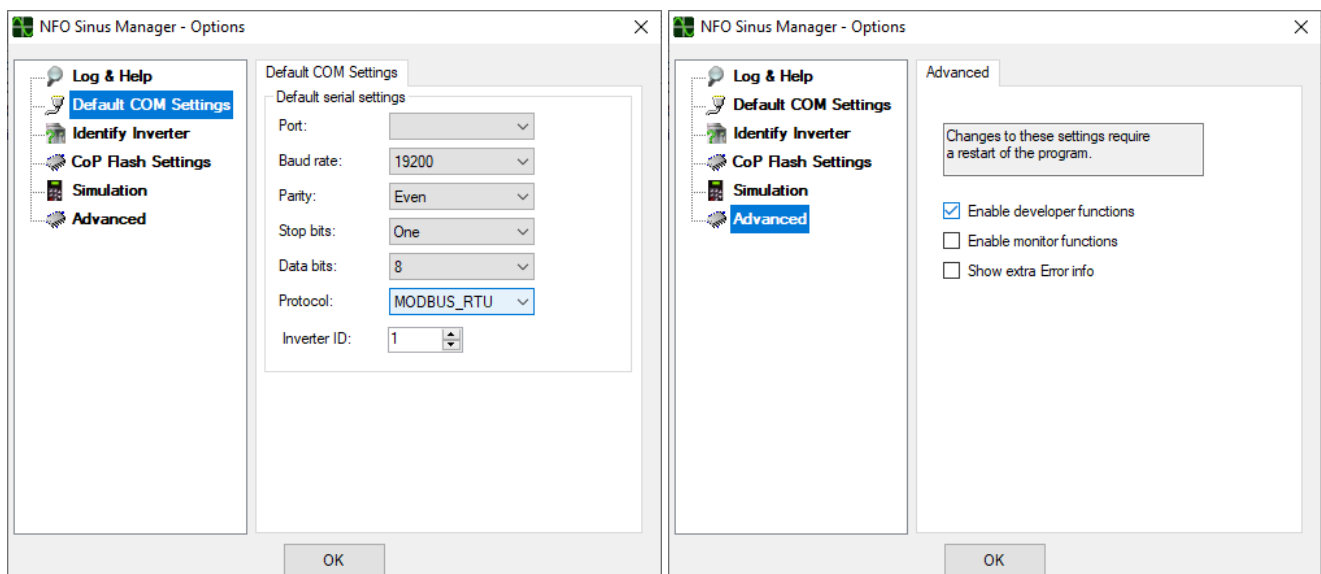 NFO Sinus Manager - Options
Log & Help
Default COM Settings
Identify Inverter
CoP Flash Settings
Simulation
Advanced
Default COM Settings
Default serial settings
Port:
Baud rate: 19200
Parity: Even
Stop bits: One
Data bits: 8
Protocol: MODBUS_RTU
Inverter ID: 1
OK
NFO Sinus Manager - Options
Log & Help
Default COM Settings
Identify Inverter
CoP Flash Settings
Simulation
Advanced
Advanced
Changes to these settings require
a restart of the program.
Enable developer functions
Enable monitor functions
Show extra Error info
OK